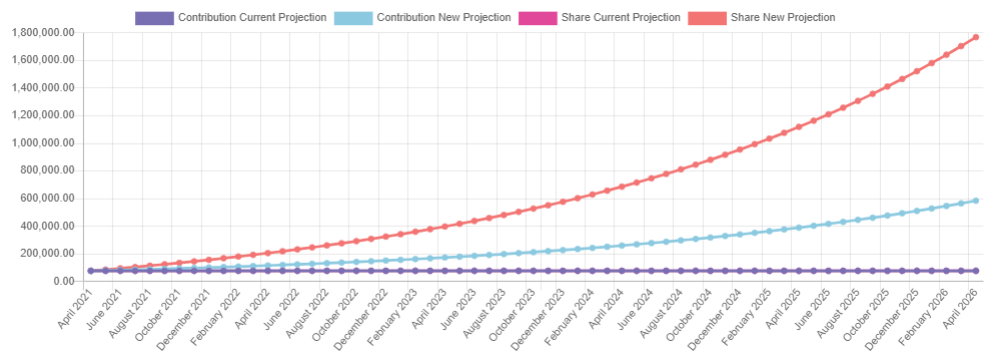 Contribution Current Projection Contribution New Projection Share Current Projection Share New Projection
1,800,000.00
1,600,000.00
1,400,000.00
1,200,000.00
1,000,000.00
800,000.00
600,000.00
400,000.00
200,000.00
0.00
April 2021
June 2021
August 2021
October 2021
December 2021
February 2022
April 2022
June 2022
August 2022
October 2022
December 2022
February 2023
April 2023
June 2023
August 2023
October 2023
December 2023
February 2024
April 2024
June 2024
August 2024
October 2024
December 2024
February 2025
April 2025
June 2025
August 2025
October 2025
December 2025
February 2026
April 2026